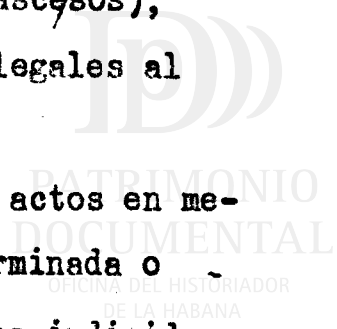 legales al
actos en me-
PATRIMONIO
DOCUMENTAL
rminada o
OFICINA DEL HISTORIADOR
DE LA HABANA